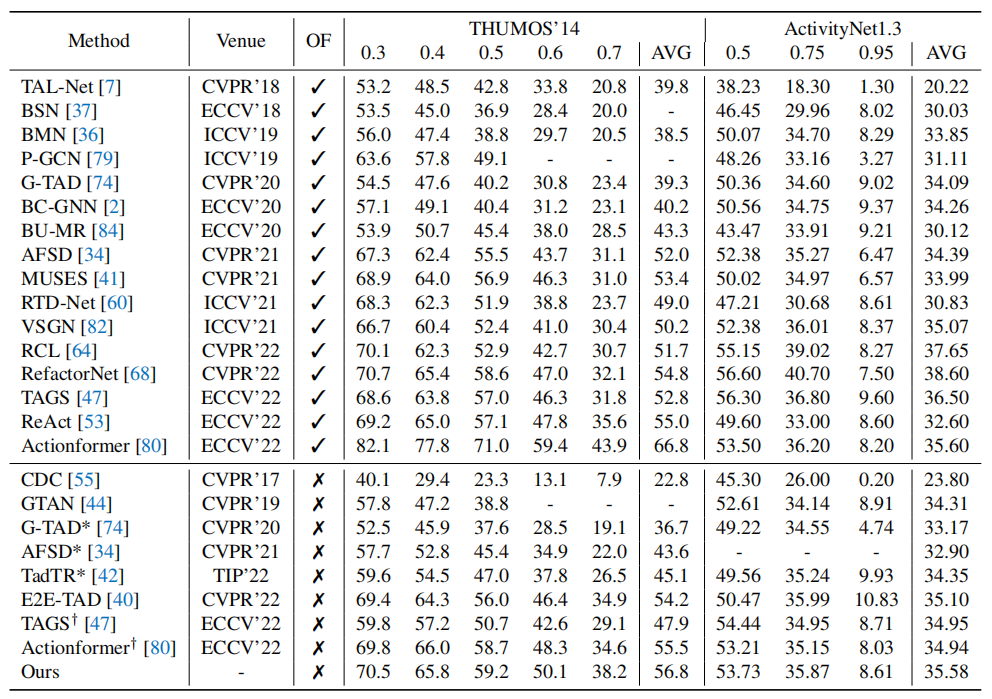 Method Venue OF THUMOS'14 ActivityNet1.3
0.3 0.4 0.5 0.6 0.7 AVG 0.5 0.75 0.95 AVG
TAL-Net [7] CVPR'18 ✓ 53.2 48.5 42.8 33.8 20.8 39.8 38.23 18.30 1.30 20.22
BSN [37] ECCV'18 ✓ 53.5 45.0 36.9 28.4 20.0 - 46.45 29.96 8.02 30.03
BMN [36] ICCV'19 ✓ 56.0 47.4 38.8 29.7 20.5 38.5 50.07 34.70 8.29 33.85
P-GCN [79] ICCV'19 ✓ 63.6 57.8 49.1 - - - 48.26 33.16 3.27 31.11
G-TAD [74] CVPR'20 ✓ 54.5 47.6 40.2 30.8 23.4 39.3 50.36 34.60 9.02 34.09
BC-GNN [2] ECCV'20 ✓ 57.1 49.1 40.4 31.2 23.1 40.2 50.56 34.75 9.37 34.26
BU-MR [84] ECCV'20 ✓ 53.9 50.7 45.4 38.0 28.5 43.3 43.47 33.91 9.21 30.12
AFSD [34] CVPR'21 ✓ 67.3 62.4 55.5 43.7 31.1 52.0 52.38 35.27 6.47 34.39
MUSES [41] CVPR'21 ✓ 68.9 64.0 56.9 46.3 31.0 53.4 50.02 34.97 6.57 33.99
RTD-Net [60] ICCV'21 ✓ 68.3 62.3 51.9 38.8 23.7 49.0 47.21 30.68 8.61 30.83
VSGN [82] ICCV'21 ✓ 66.7 60.4 52.4 41.0 30.4 50.2 52.38 36.01 8.37 35.07
RCL [64] CVPR'22 ✓ 70.1 62.3 52.9 42.7 30.7 51.7 55.15 39.02 8.27 37.65
RefactorNet [68] CVPR'22 ✓ 70.7 65.4 58.6 47.0 32.1 54.8 56.60 40.70 7.50 38.60
TAGS [47] ECCV'22 ✓ 68.6 63.8 57.0 46.3 31.8 52.8 56.30 36.80 9.60 36.50
ReAct [53] ECCV'22 ✓ 69.2 65.0 57.1 47.8 35.6 55.0 49.60 33.00 8.60 32.60
Actionformer [80] ECCV'22 ✓ 82.1 77.8 71.0 59.4 43.9 66.8 53.50 36.20 8.20 35.60
CDC [55] CVPR'17 ✗ 40.1 29.4 23.3 13.1 7.9 22.8 45.30 26.00 0.20 23.80
GTAN [44] CVPR'19 ✗ 57.8 47.2 38.8 - - - 52.61 34.14 8.91 34.31
G-TAD* [74] CVPR'20 ✗ 52.5 45.9 37.6 28.5 19.1 36.7 49.22 34.55 4.74 33.17
AFSD* [34] CVPR'21 ✗ 57.7 52.8 45.4 34.9 22.0 43.6 - - - 32.90
TadTR* [42] TIP'22 ✗ 59.6 54.5 47.0 37.8 26.5 45.1 49.56 35.24 9.93 34.35
E2E-TAD [40] CVPR'22 ✗ 69.4 64.3 56.0 46.4 34.9 54.2 50.47 35.99 10.83 35.10
TAGS† [47] ECCV'22 ✗ 59.8 57.2 50.7 42.6 29.1 47.9 54.44 34.95 8.71 34.95
Actionformer† [80] ECCV'22 ✗ 69.8 66.0 58.7 48.3 34.6 55.5 53.21 35.15 8.03 34.94
Ours - ✗ 70.5 65.8 59.2 50.1 38.2 56.8 53.73 35.87 8.61 35.58